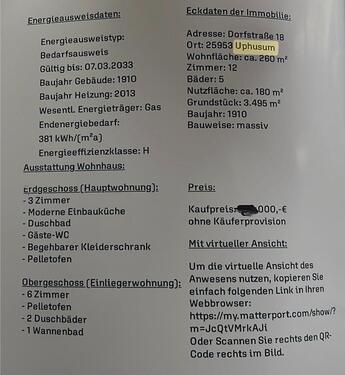 Energieausweisdaten:
Energieausweistyp:
Bedarfsausweis
Gültig bis: 07.03.2033
Baujahr Gebäude: 1910
Baujahr Heizung: 2013
Wesentl. Energieträger: Gas
Endenergiebedarf:
381 kWh/(m²a)
Energieeffizienzklasse: H
Ausstattung Wohnhaus:
Erdgeschoss (Hauptwohnung):
- 3 Zimmer
- Moderne Einbauküche
- Duschbad
- Gäste-WC
- Begehbarer Kleiderschrank
- Pelletofen
Obergeschoss (Einliegerwohnung):
- 6 Zimmer
- Pelletofen
- 2 Duschbäder
- 1 Wannenbad
Eckdaten der Immobilie:
Adresse: Dorfstraße 18
Ort: 25953 Uphusum
Wohnfläche: ca. 260 m²
Zimmer: 12
Bäder: 5
Nutzfläche: ca. 180 m²
Grundstück: 3.495 m²
Baujahr: 1910
Bauweise: massiv
Preis:
Kaufpreis: .000,-€
ohne Käuferprovision
Mit virtueller Ansicht:
Um die virtuelle Ansicht des
Anwesens nutzen, kopieren Sie
einfach folgenden Link in Ihren
Webbrowser:
https://my.matterport.com/show/?
m=JcQtVMrkAJi
Oder Scannen Sie rechts den QR-
Code rechts im Bild.